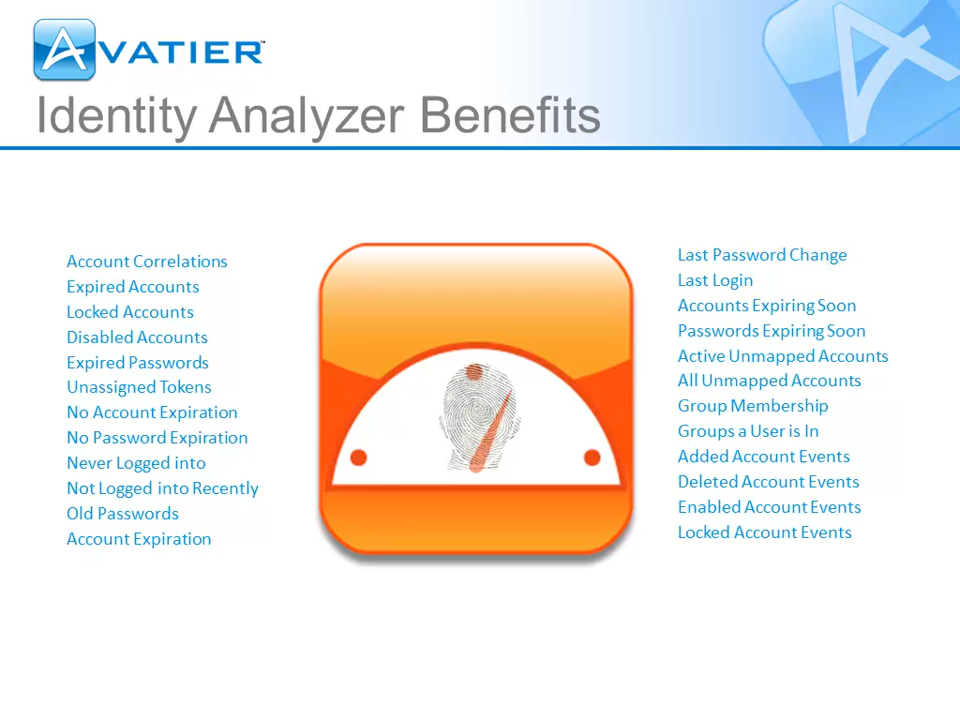 AVATIER™
Identity Analyzer Benefits
Account Correlations
Expired Accounts
Locked Accounts
Disabled Accounts
Expired Passwords
Unassigned Tokens
No Account Expiration
No Password Expiration
Never Logged into
Not Logged into Recently
Old Passwords
Account Expiration
Last Password Change
Last Login
Accounts Expiring Soon
Passwords Expiring Soon
Active Unmapped Accounts
All Unmapped Accounts
Group Membership
Groups a User is In
Added Account Events
Deleted Account Events
Enabled Account Events
Locked Account Events